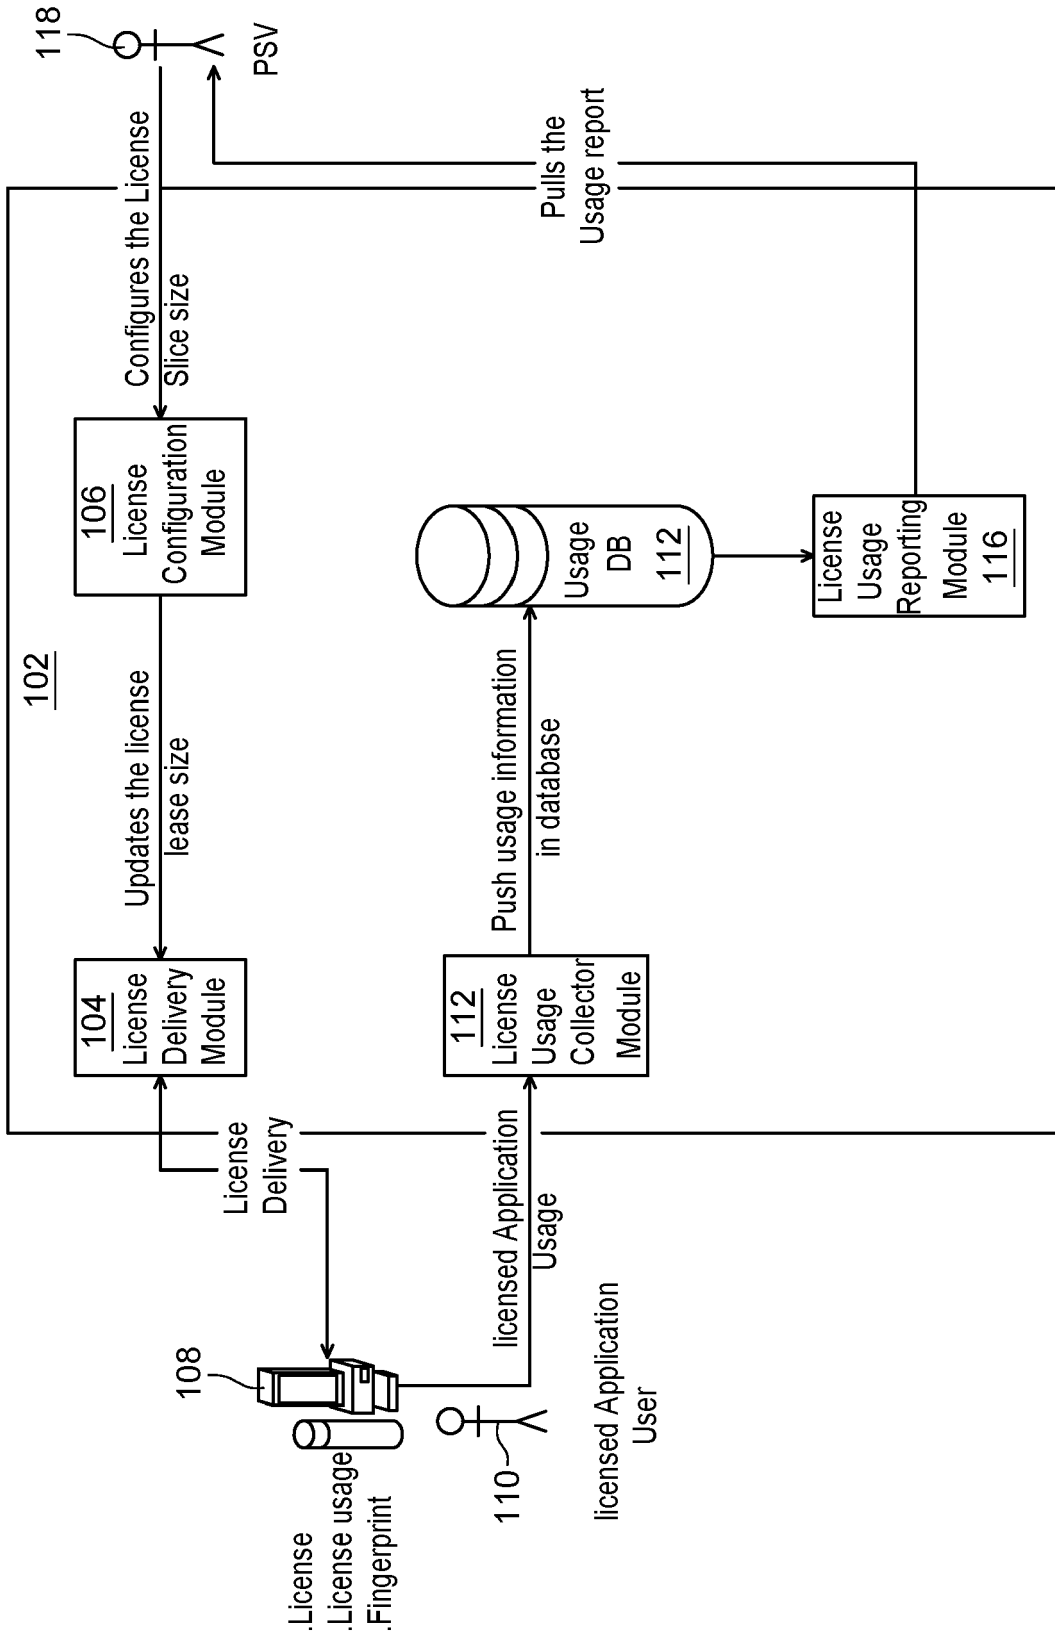 102
118
PSV
Configures the License
Slice size
106
License
Configuration
Module
Updates the license
lease size
104
License
Delivery
Module
License
Delivery
108
.License
.License usage
.Fingerprint
110
licensed Application
User
licensed Application
Usage
112
License
Usage
Collector
Module
Push usage information
in database
Usage
DB
112
License
Usage
Reporting
Module
116
Pulls the
Usage report